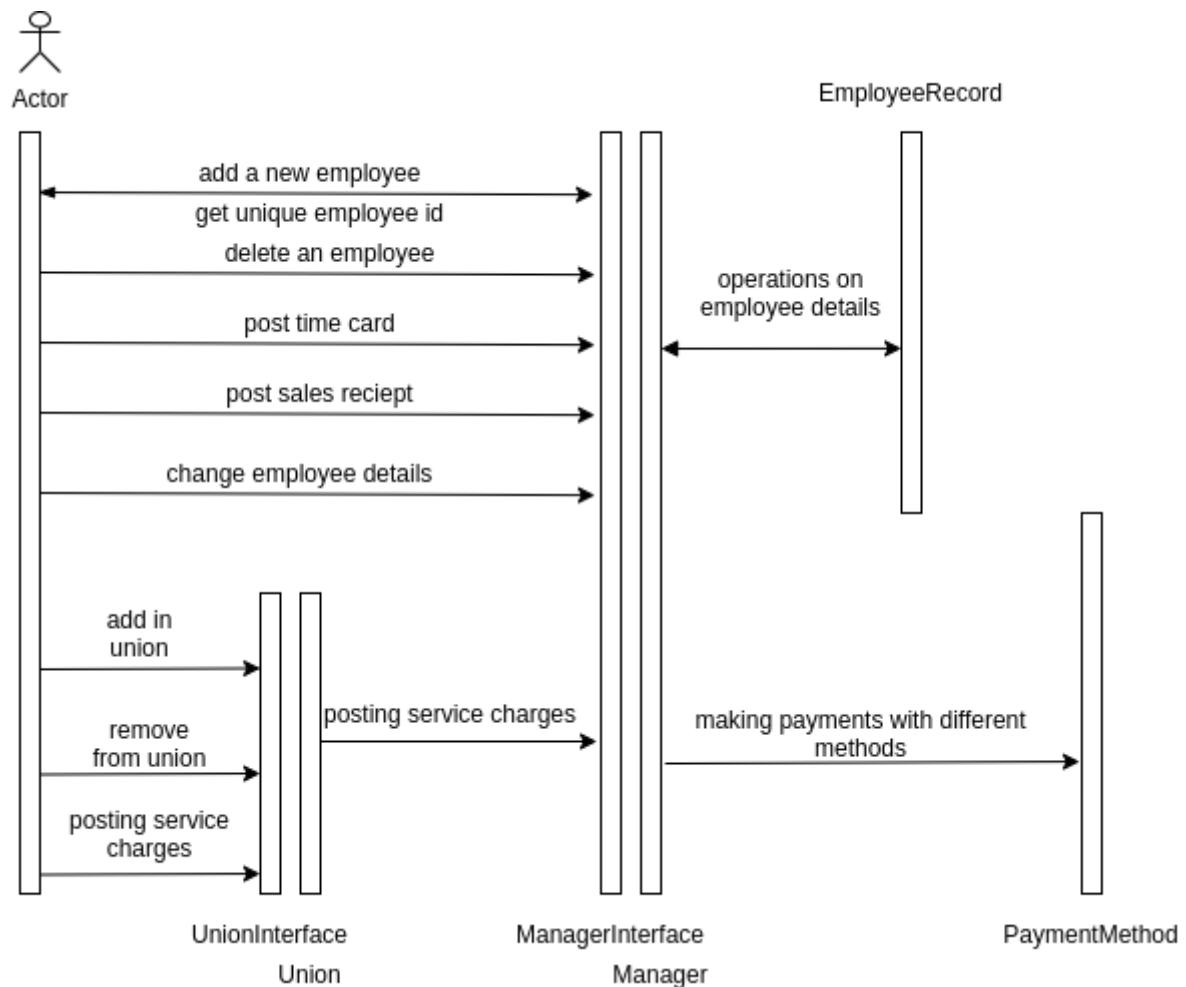 Actor
EmployeeRecord
add a new employee
get unique employee id
delete an employee
operations on
employee details
post time card
post sales reciept
change employee details
add in
union
posting service charges
making payments with different
methods
remove
from union
posting service
charges
UnionInterface
ManagerInterface
PaymentMethod
Union
Manager